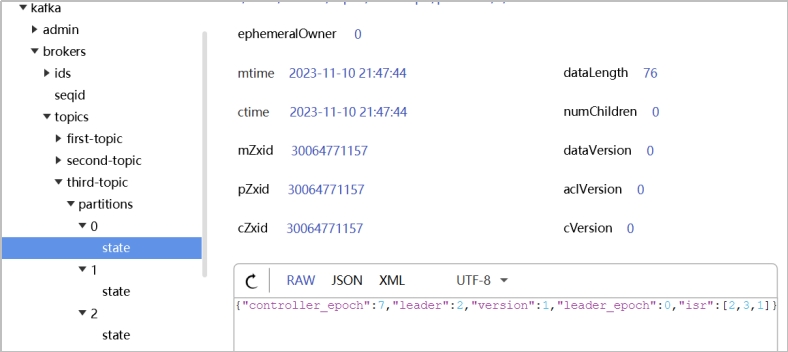 kafka
admin
brokers
ids
seqid
topics
first-topic
second-topic
third-topic
partitions
0
state
1
state
2
state
ephemeralOwner 0
mtime 2023-11-10 21:47:44 dataLength 76
ctime 2023-11-10 21:47:44 numChildren 0
mZxid 30064771157 dataVersion 0
pZxid 30064771157 aclVersion 0
cZxid 30064771157 cVersion 0
RAW JSON XML UTF-8
{"controller_epoch":7,"leader":2,"version":1,"leader_epoch":0,"isr":[2,3,1]}